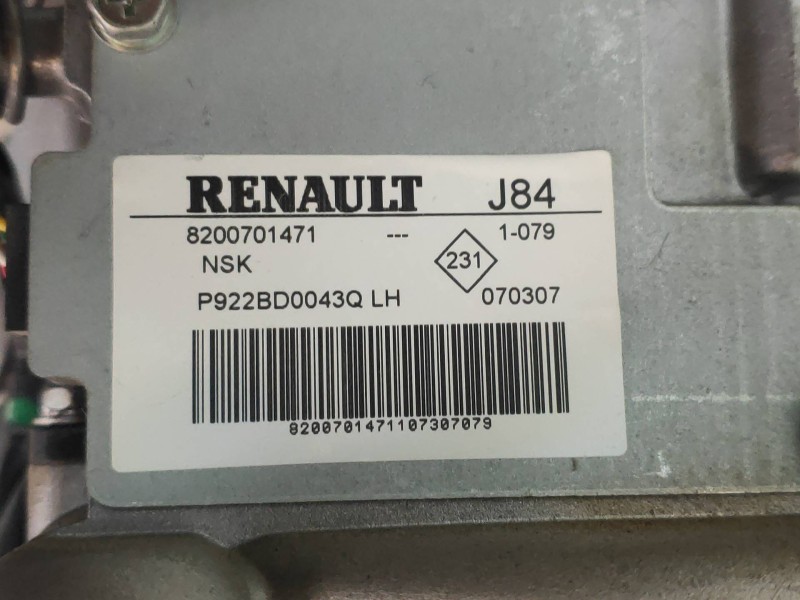 RENAULT J84
8200701471 --- 1-079
NSK 231
P922BD0043Q LH 070307
8200701471107307079